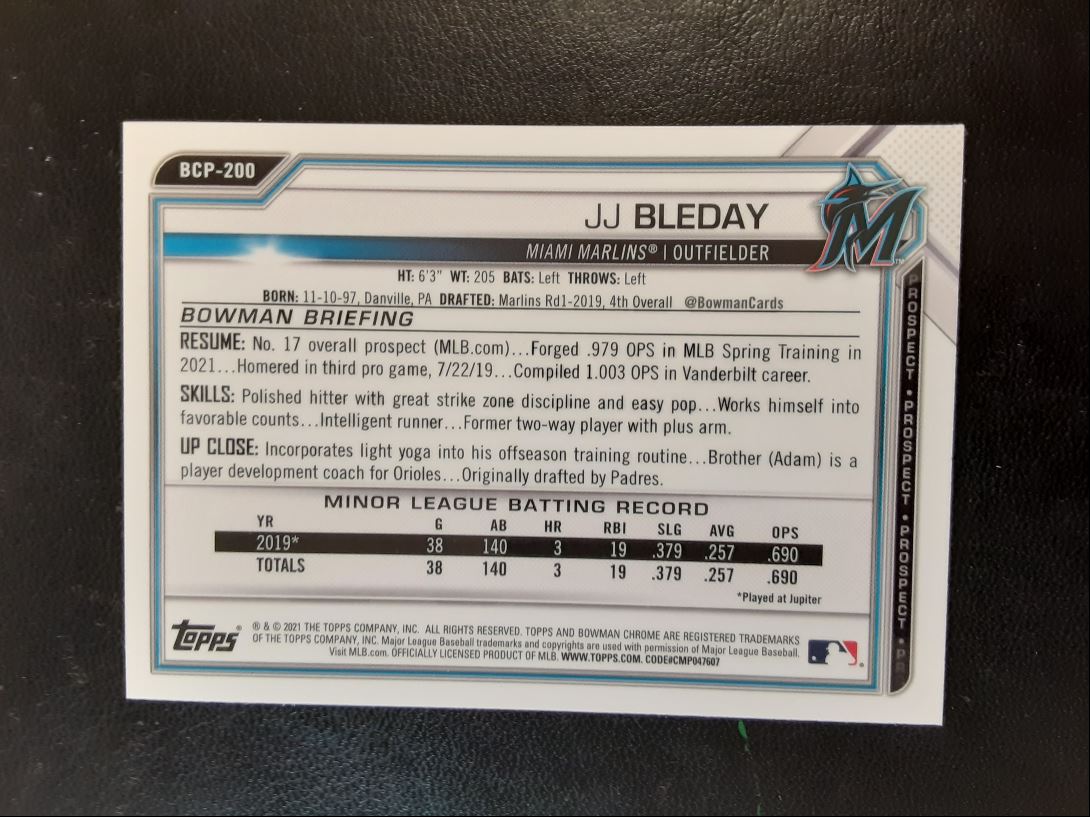 BCP-200
JJ BLEDAY
MIAMI MARLINS® | OUTFIELDER
HT: 6'3" WT: 205 BATS: Left THROWS: Left
BORN: 11-10-97, Danville, PA DRAFTED: Marlins Rd1-2019, 4th Overall @BowmanCards
BOWMAN BRIEFING
RESUME: No. 17 overall prospect (MLB.com)...Forged .979 OPS in MLB Spring Training in
2021...Homered in third pro game, 7/22/19...Compiled 1.003 OPS in Vanderbilt career.
SKILLS: Polished hitter with great strike zone discipline and easy pop...Works himself into
favorable counts...Intelligent runner...Former two-way player with plus arm.
UP CLOSE: Incorporates light yoga into his offseason training routine...Brother (Adam) is a
player development coach for Orioles...Originally drafted by Padres.
MINOR LEAGUE BATTING RECORD
YR G AB HR RBI SLG AVG OPS
2019* 38 140 3 19 .379 .257 .690
TOTALS 38 140 3 19 .379 .257 .690
*Played at Jupiter
TOPPS®
® & © 2021 THE TOPPS COMPANY, INC. ALL RIGHTS RESERVED. TOPPS AND BOWMAN CHROME ARE REGISTERED TRADEMARKS
OF THE TOPPS COMPANY, INC. Major League Baseball trademarks and copyrights are used with permission of Major League Baseball.
Visit MLB.com. OFFICIALLY LICENSED PRODUCT OF MLB. WWW.TOPPS.COM. CODE#CMP047607
M™
PROSPECT • PROSPECT • PROSPECT • PR